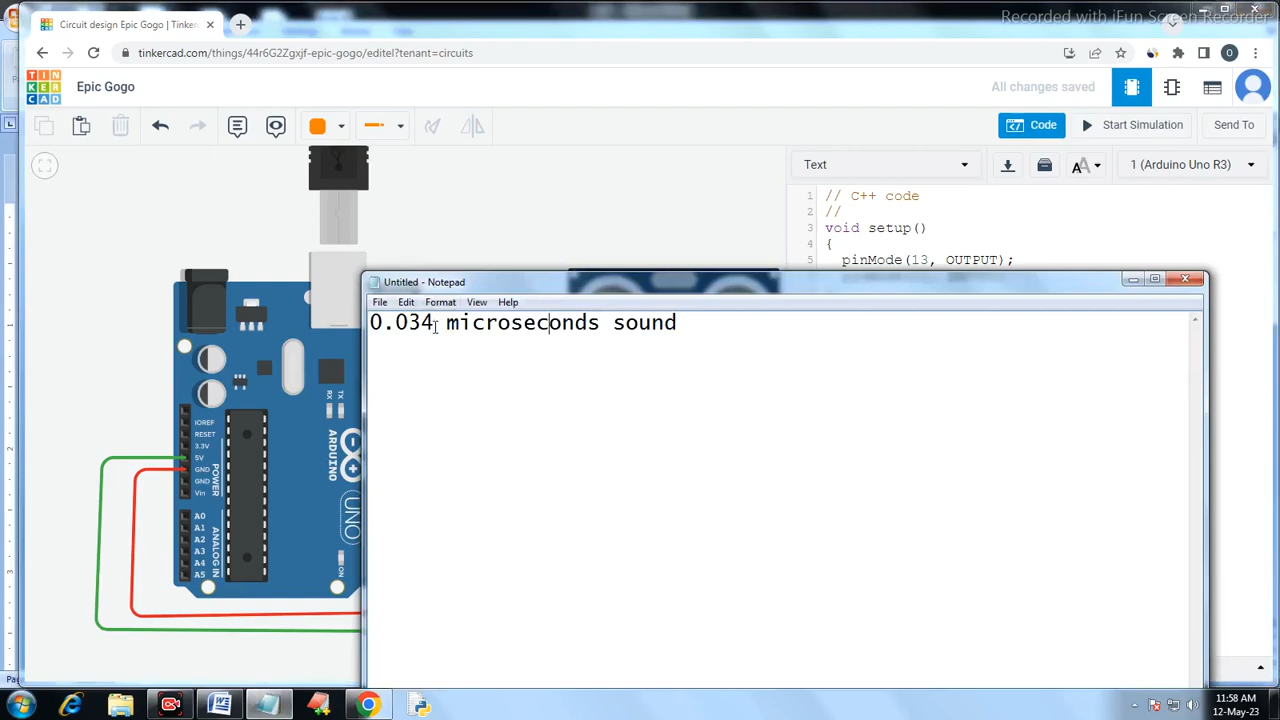 Recorded with iFun Screen Recorder
Circuit design Epic Gogo | Tinker
tinkercad.com/things/44r6G2Zgxjf-epic-gogo/editel?tenant=circuits
TIN
KER
CAD
Epic Gogo
All changes saved
Code
Start Simulation
Send To
Text
1 (Arduino Uno R3)
1 // C++ code
2 //
3 void setup()
4 {
5 pinMode(13, OUTPUT);
Untitled - Notepad
File Edit Format View Help
0.034 microseconds sound
IOREF
RESET
3.3V
5V
GND
GND
Vin
POWER
A0
A1
A2
A3
A4
A5
ANALOG IN
RX
TX
ARDUINO
UNO
ON
11:58 AM
12-May-23